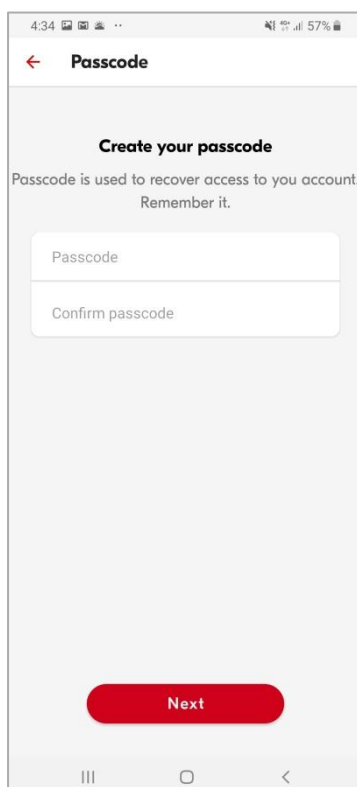 4:34 57%
Passcode
Create your passcode
Passcode is used to recover access to you account.
Remember it.
Passcode
Confirm passcode
Next